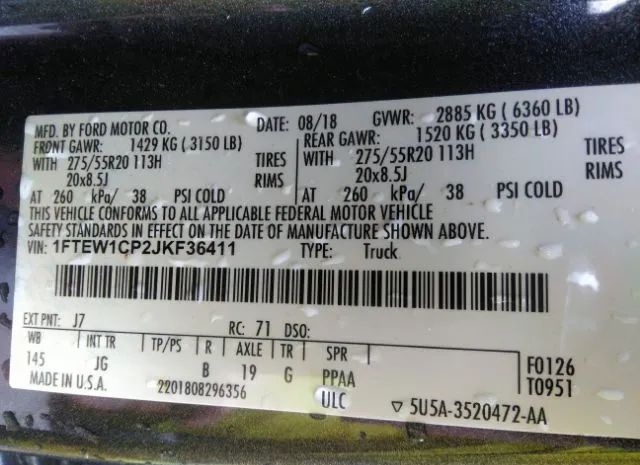 MFD. BY FORD MOTOR CO. DATE: 08/18 GVWR: 2885 KG ( 6360 LB)
FRONT GAWR: 1429 KG ( 3150 LB) REAR GAWR: 1520 KG ( 3350 LB)
WITH 275/55R20 113H TIRES WITH 275/55R20 113H TIRES
20x8.5J RIMS 20x8.5J RIMS
AT 260 kPa/ 38 PSI COLD AT 260 kPa/ 38 PSI COLD
THIS VEHICLE CONFORMS TO ALL APPLICABLE FEDERAL MOTOR VEHICLE
SAFETY STANDARDS IN EFFECT ON THE DATE OF MANUFACTURE SHOWN ABOVE.
VIN: 1FTEW1CP2JKF36411 TYPE: Truck
EXT PNT: J7 RC: 71 DSO:
WB INT TR TP/PS R AXLE TR SPR
145 JG B 19 G PPAA F0126
T0951
MADE IN U.S.A. 2201808296356 ULC ▽ 5U5A-3520472-AA